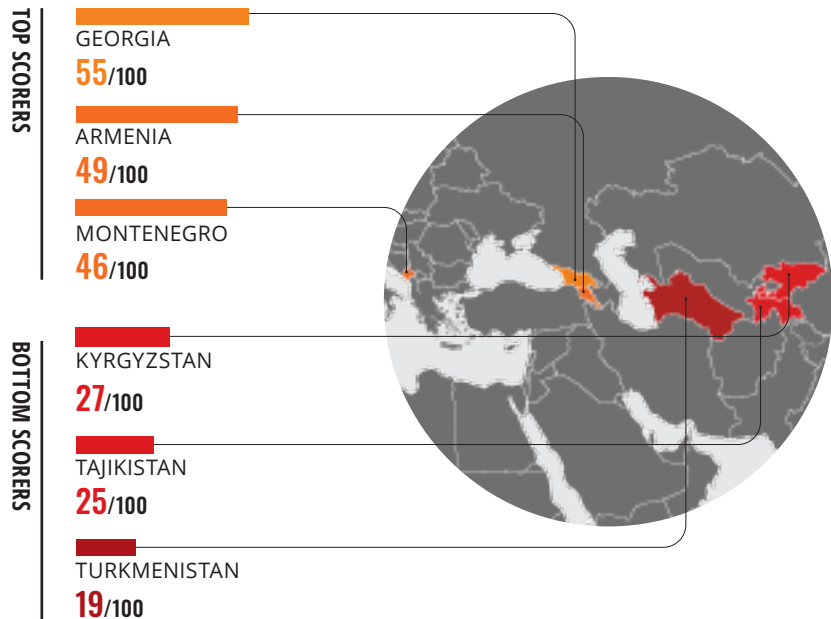 TOP SCORERS
GEORGIA
55/100
ARMENIA
49/100
MONTENEGRO
46/100
BOTTOM SCORERS
KYRGYZSTAN
27/100
TAJIKISTAN
25/100
TURKMENISTAN
19/100